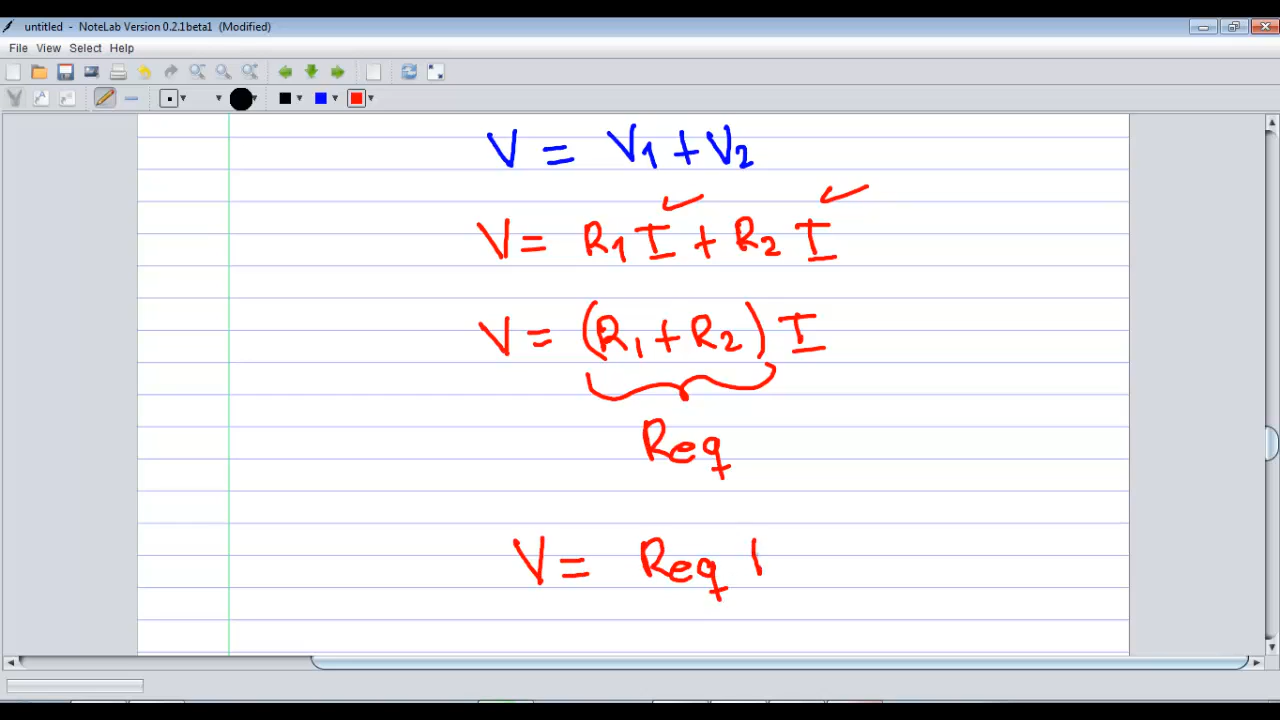 untitled - NoteLab Version 0.2.1beta1 (Modified)
File View Select Help
V = V1 + V2
V = R1 I + R2 I
V = (R1 + R2) I
Req
V = Req I